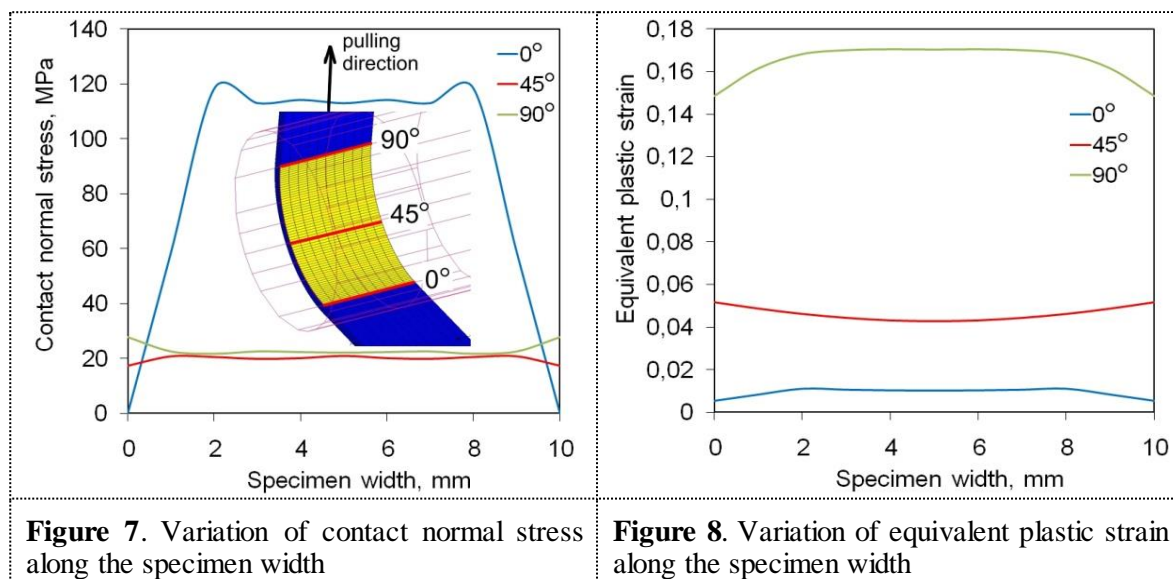 140
120
100
80
60
40
20
0
Contact normal stress, MPa
pulling
direction
0°
45°
90°
90°
45°
0°
0 2 4 6 8 10
Specimen width, mm
Figure 7. Variation of contact normal stress
along the specimen width
0,18
0,16
0,14
0,12
0,1
0,08
0,06
0,04
0,02
0
Equivalent plastic strain
0°
45°
90°
0 2 4 6 8 10
Specimen width, mm
Figure 8. Variation of equivalent plastic strain
along the specimen width